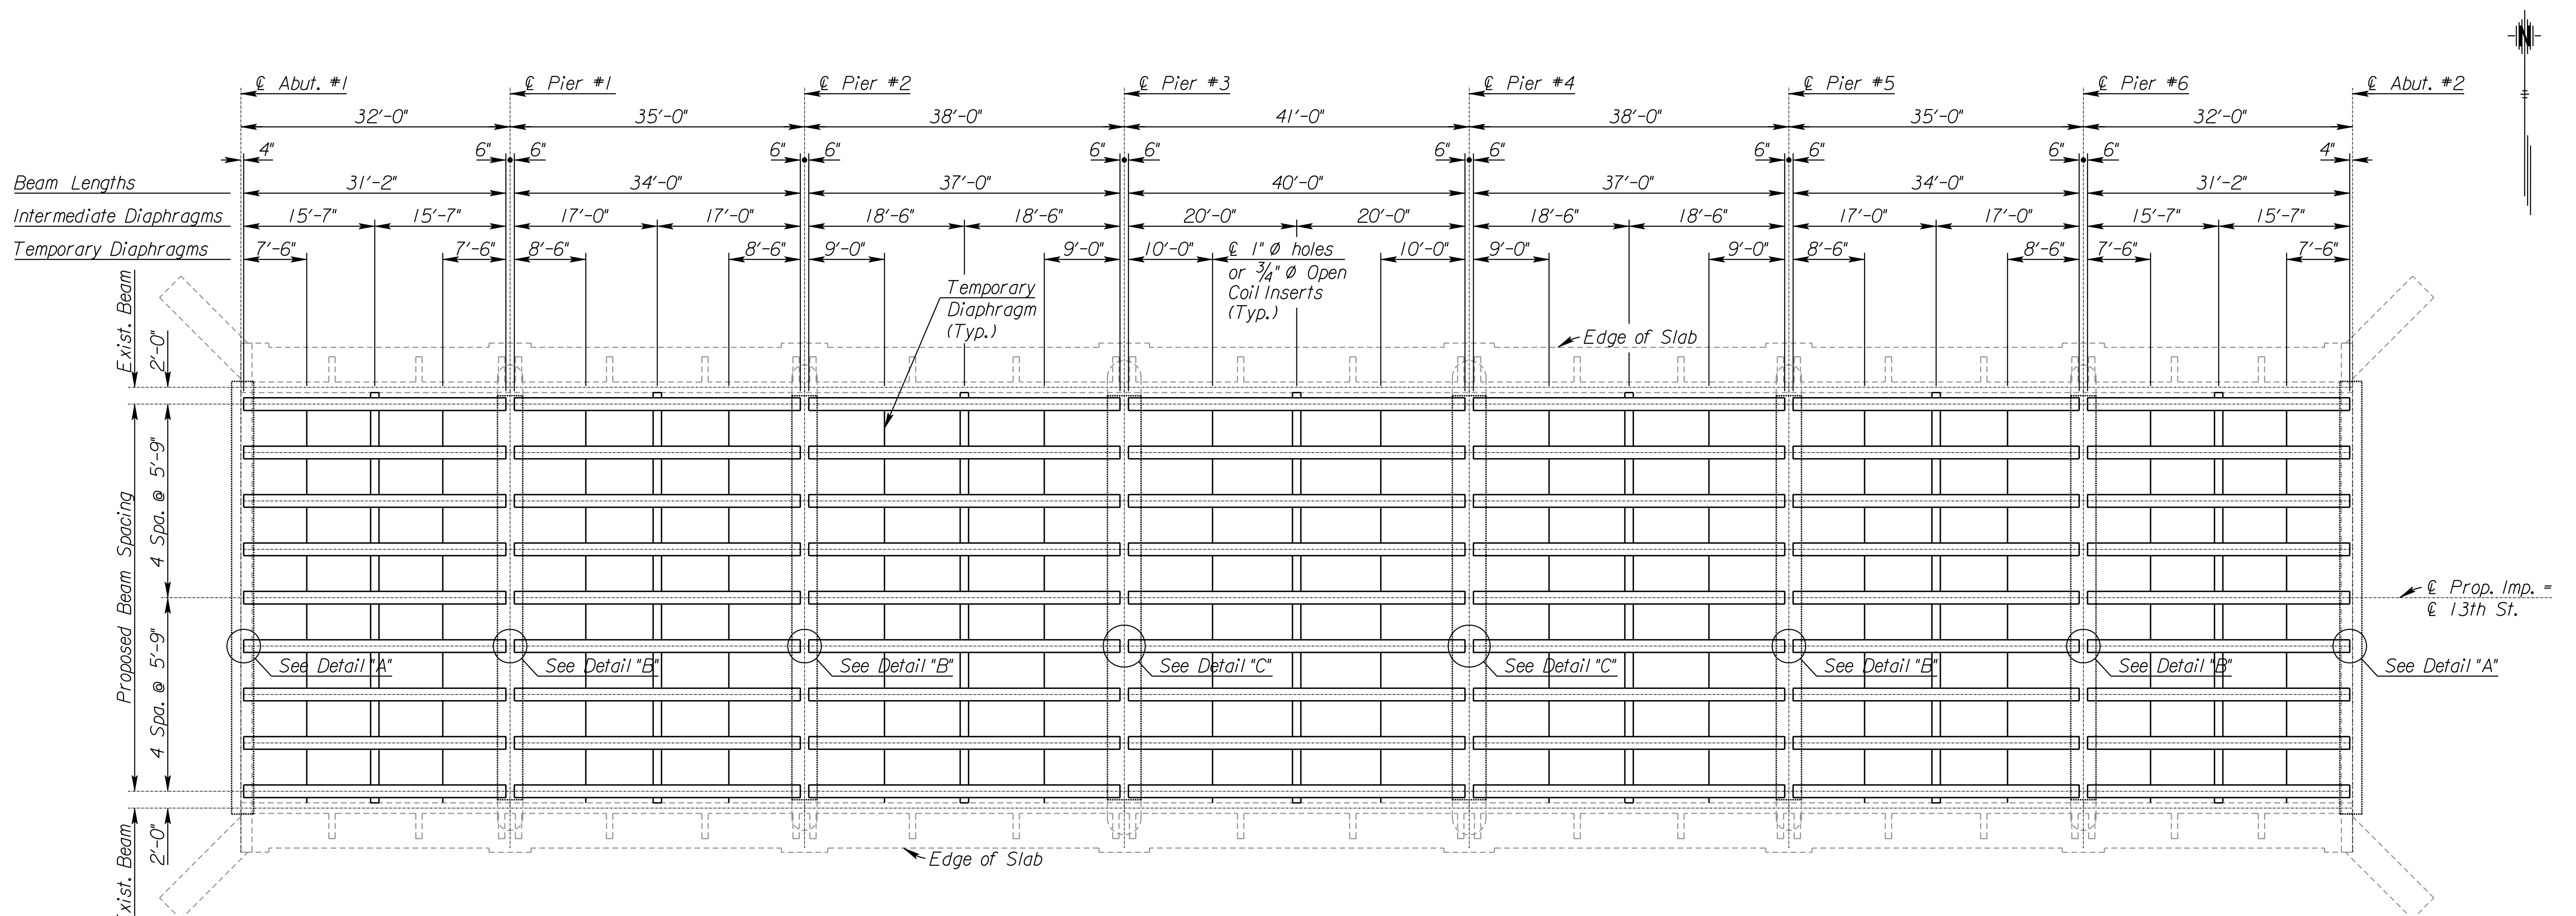 N
℄ Abut. #1
℄ Pier #1
℄ Pier #2
℄ Pier #3
℄ Pier #4
℄ Pier #5
℄ Pier #6
℄ Abut. #2
32'-0" 35'-0" 38'-0" 41'-0" 38'-0" 35'-0" 32'-0"
4" 6" 6" 6" 6" 6" 6" 6" 6" 6" 6" 6" 6" 4"
Beam Lengths 31'-2" 34'-0" 37'-0" 40'-0" 37'-0" 34'-0" 31'-2"
Intermediate Diaphragms 15'-7" 15'-7" 17'-0" 17'-0" 18'-6" 18'-6" 20'-0" 20'-0" 18'-6" 18'-6" 17'-0" 17'-0" 15'-7" 15'-7"
Temporary Diaphragms 7'-6" 7'-6" 8'-6" 8'-6" 9'-0" 9'-0" 10'-0" ℄ 1" Ø holes 10'-0" 9'-0" 9'-0" 8'-6" 8'-6" 7'-6" 7'-6"
or 3/4" Ø Open
Coil Inserts
(Typ.)
Temporary
Diaphragm
(Typ.)
Exist. Beam
2'-0"
Edge of Slab
Proposed Beam Spacing
4 Spa. @ 5'-9"
4 Spa. @ 5'-9"
℄ Prop. Imp. =
℄ 13th St.
See Detail "A"
See Detail "B"
See Detail "B"
See Detail "C"
See Detail "C"
See Detail "B"
See Detail "B"
See Detail "A"
Exist. Beam
2'-0"
Edge of Slab